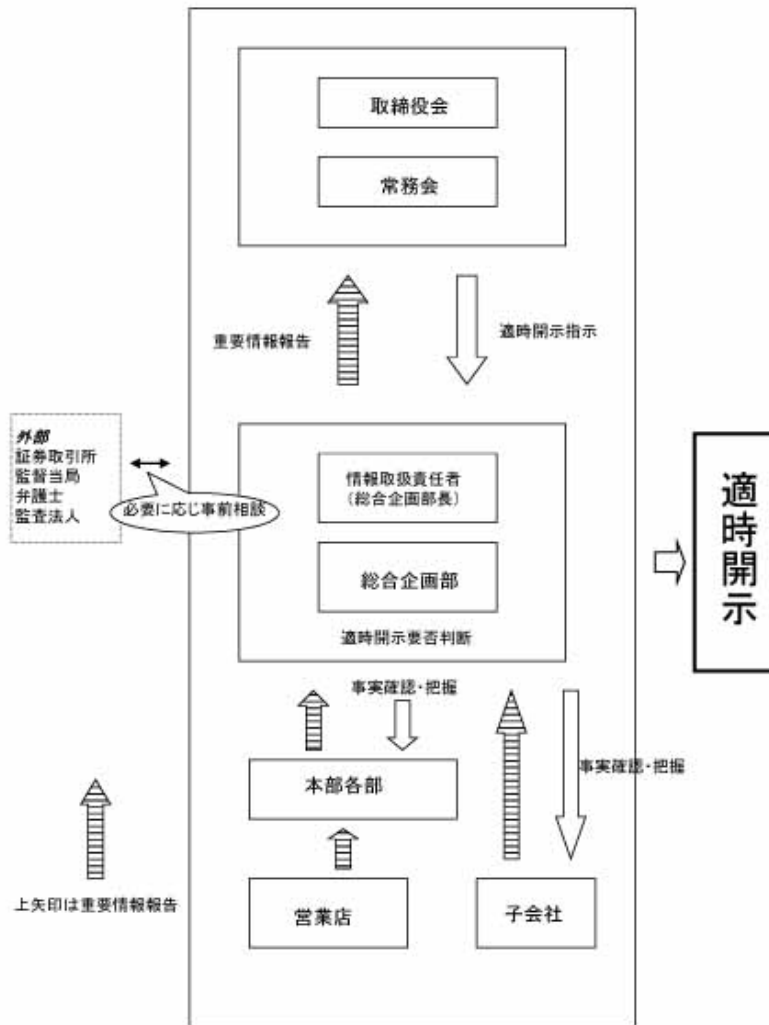 取締役会
常務会
重要情報報告
適時開示指示
外部
証券取引所
監督当局
弁護士
監査法人
必要に応じ事前相談
情報取扱責任者
(総合企画部長)
総合企画部
適時開示要否判断
適時開示
事実確認・把握
本部各部
事実確認・把握
営業店
子会社
上矢印は重要情報報告